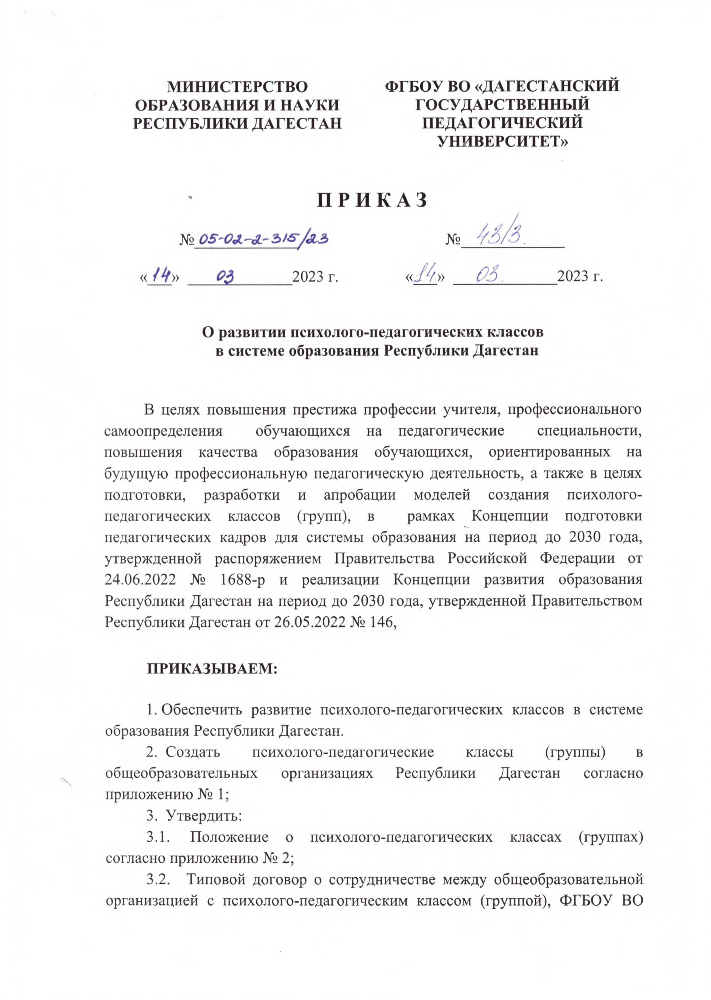 МИНИСТЕРСТВО
ОБРАЗОВАНИЯ И НАУКИ
РЕСПУБЛИКИ ДАГЕСТАН
ФГБОУ ВО «ДАГЕСТАНСКИЙ
ГОСУДАРСТВЕННЫЙ
ПЕДАГОГИЧЕСКИЙ
УНИВЕРСИТЕТ»
П Р И К А З
№ 05-02-2-315/23
№ 43/3.
«14» 03 2023 г.
«14» 03. 2023 г.
О развитии психолого-педагогических классов
в системе образования Республики Дагестан
В целях повышения престижа профессии учителя, профессионального
самоопределения обучающихся на педагогические специальности,
повышения качества образования обучающихся, ориентированных на
будущую профессиональную педагогическую деятельность, а также в целях
подготовки, разработки и апробации моделей создания психолого-
педагогических классов (групп), в рамках Концепции подготовки
педагогических кадров для системы образования на период до 2030 года,
утвержденной распоряжением Правительства Российской Федерации от
24.06.2022 № 1688-р и реализации Концепции развития образования
Республики Дагестан на период до 2030 года, утвержденной Правительством
Республики Дагестан от 26.05.2022 № 146,
ПРИКАЗЫВАЕМ:
1. Обеспечить развитие психолого-педагогических классов в системе
образования Республики Дагестан.
2. Создать психолого-педагогические классы (группы) в
общеобразовательных организациях Республики Дагестан согласно
приложению № 1;
3. Утвердить:
3.1. Положение о психолого-педагогических классах (группах)
согласно приложению № 2;
3.2. Типовой договор о сотрудничестве между общеобразовательной
организацией с психолого-педагогическим классом (группой), ФГБОУ ВО